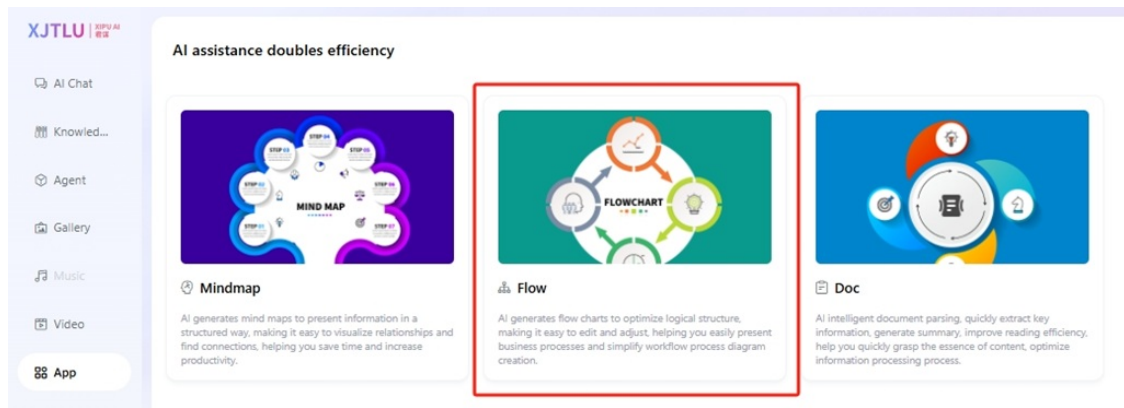 XJTLU XIPU AI
君谋
AI assistance doubles efficiency
AI Chat
Knowled...
Agent
Gallery
Music
Video
App
STEP 01
STEP 02
STEP 03
STEP 04
STEP 05
STEP 06
STEP 07
MIND MAP
Mindmap
AI generates mind maps to present information in a
structured way, making it easy to visualize relationships and
find connections, helping you save time and increase
productivity.
FLOWCHART
Flow
AI generates flow charts to optimize logical structure,
making it easy to edit and adjust, helping you easily present
business processes and simplify workflow process diagram
creation.
Doc
AI intelligent document parsing, quickly extract key
information, generate summary, improve reading efficiency,
help you quickly grasp the essence of content, optimize
information processing process.